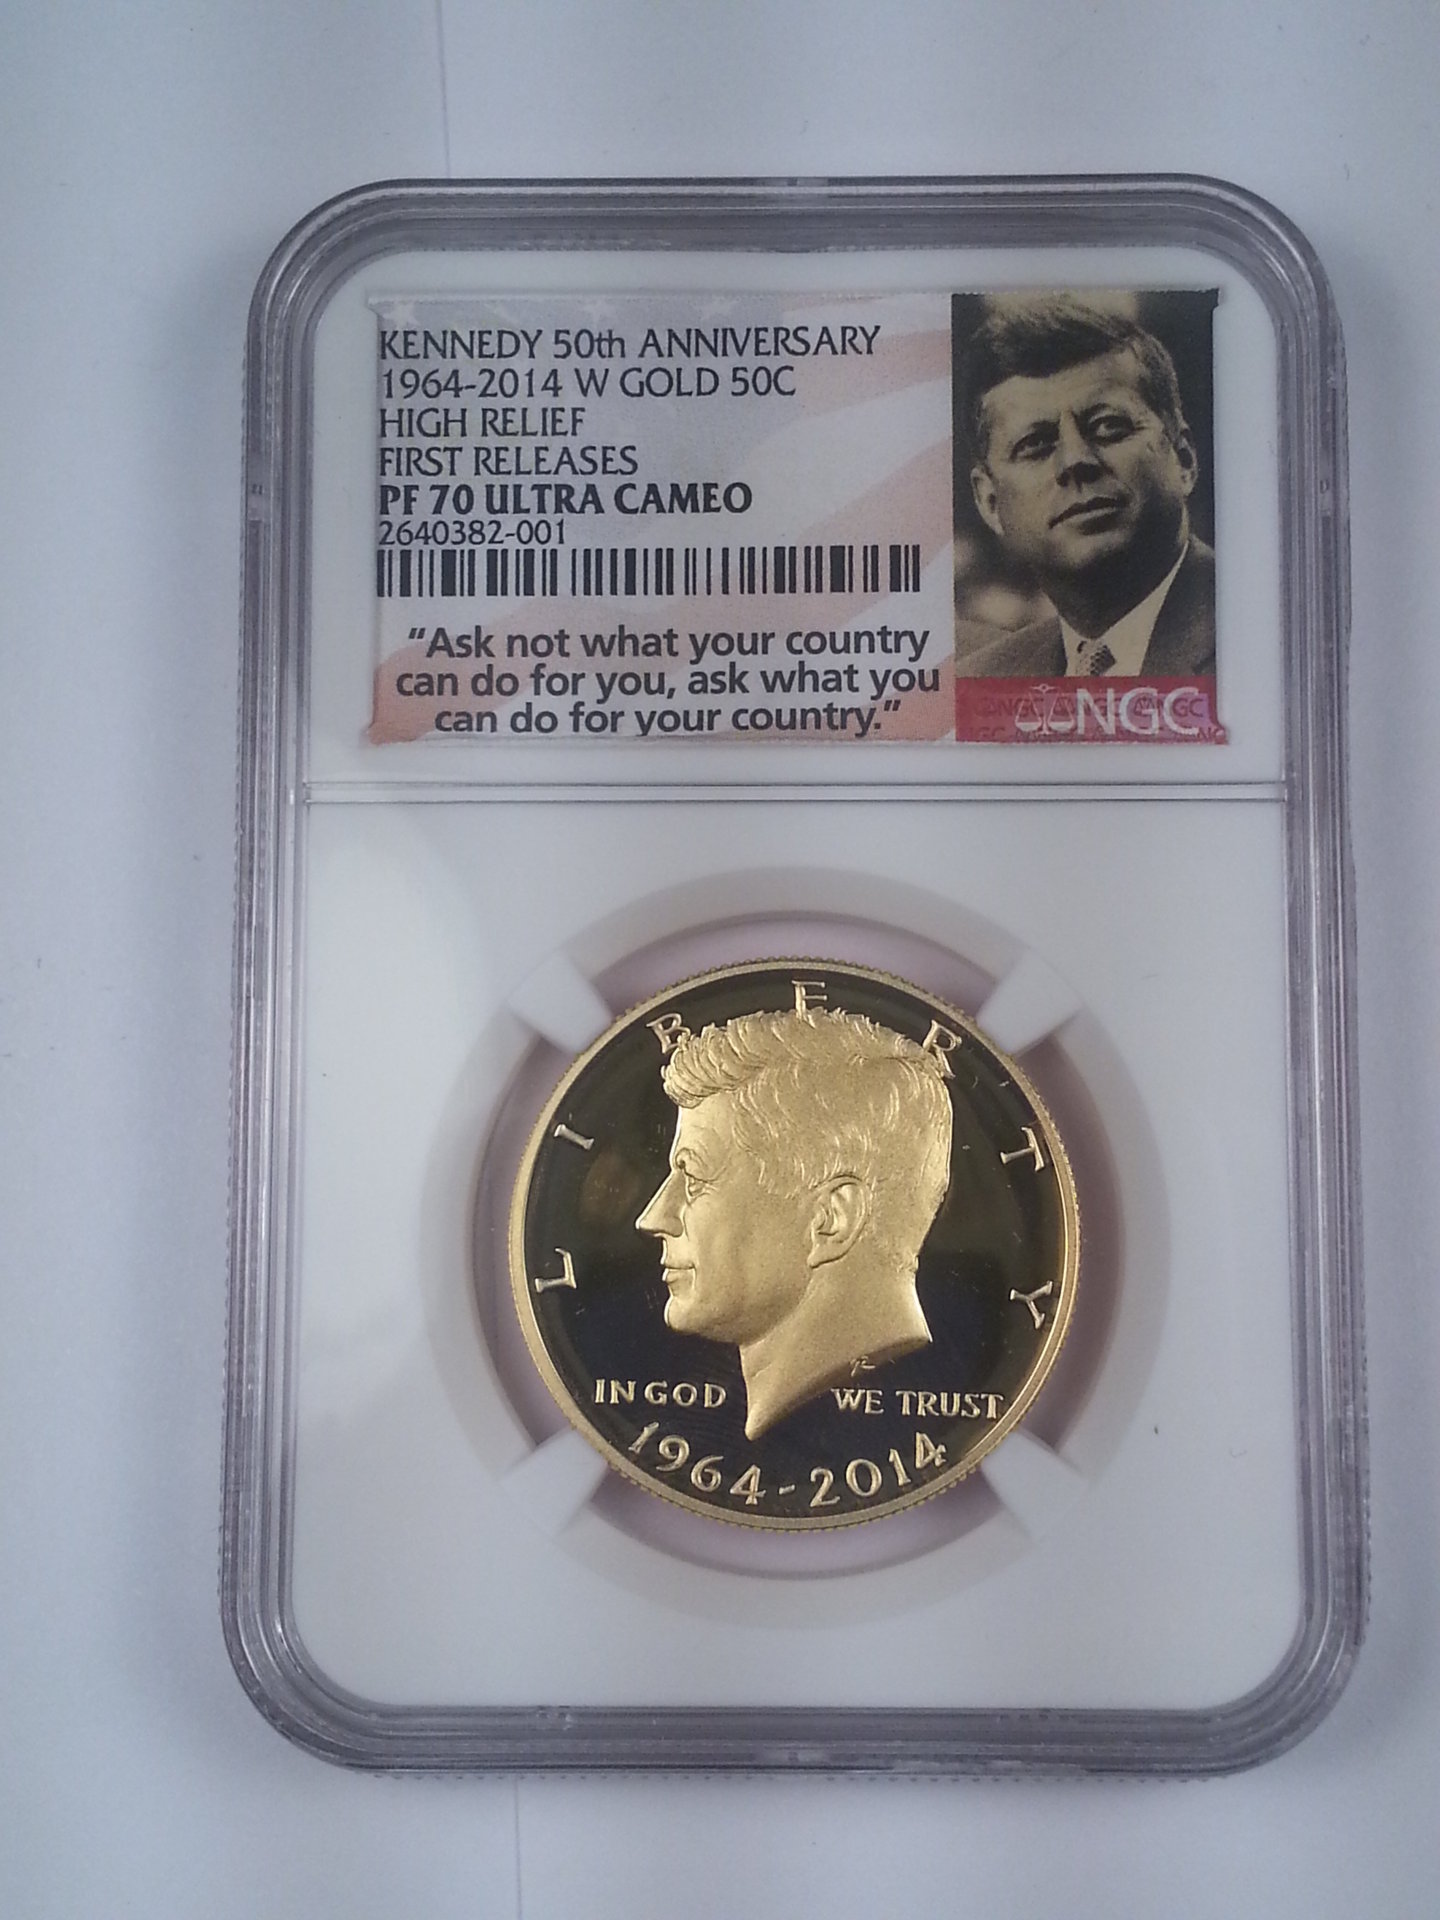 KENNEDY 50th ANNIVERSARY
1964-2014 W GOLD 50C
HIGH RELIEF
FIRST RELEASES
PF 70 ULTRA CAMEO
2640382-001
“Ask not what your country
can do for you, ask what you
can do for your country.”
NGC
LIBERTY
IN GOD WE TRUST
1964-2014